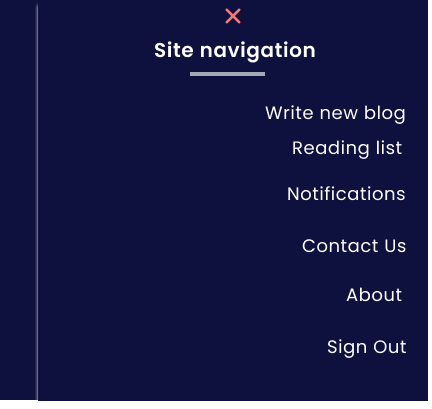 Site navigation
Write new blog
Reading list
Notifications
Contact Us
About
Sign Out